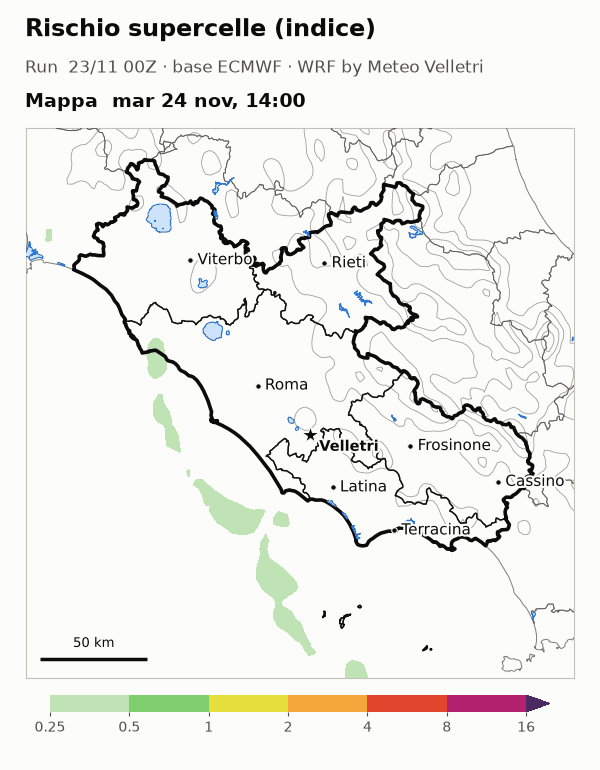 Rischio supercelle (indice)
Run  23/11 00Z · base ECMWF · WRF by Meteo Velletri
Mappa  mar 24 nov, 14:00
Viterbo
Rieti
Roma
Velletri
Frosinone
Cassino
Latina
Terracina
50 km
0.25 0.5 1 2 4 8 16